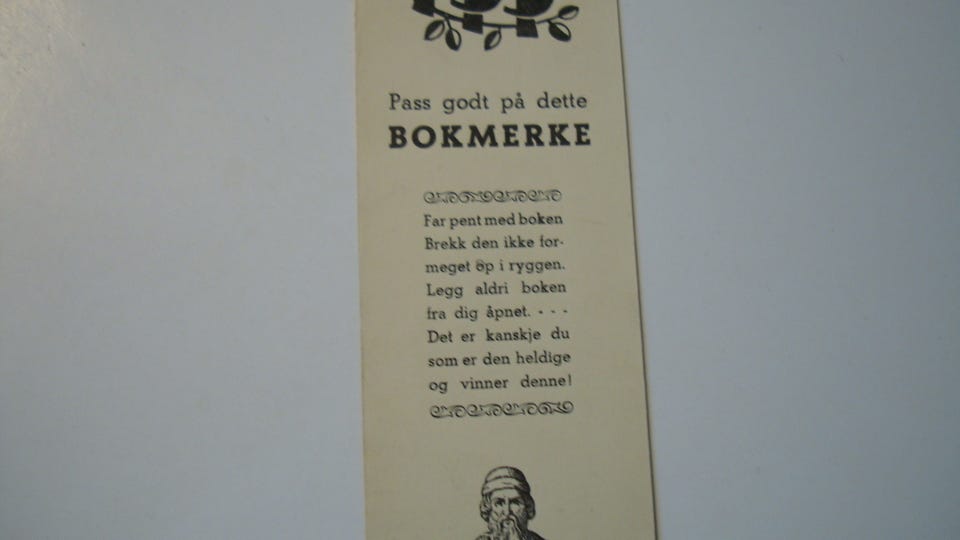 Pass godt på dette
BOKMERKE
Far pent med boken
Brekk den ikke for-
meget op i ryggen.
Legg aldri boken
fra dig åpnet. - - -
Det er kanskje du
som er den heldige
og vinner denne!